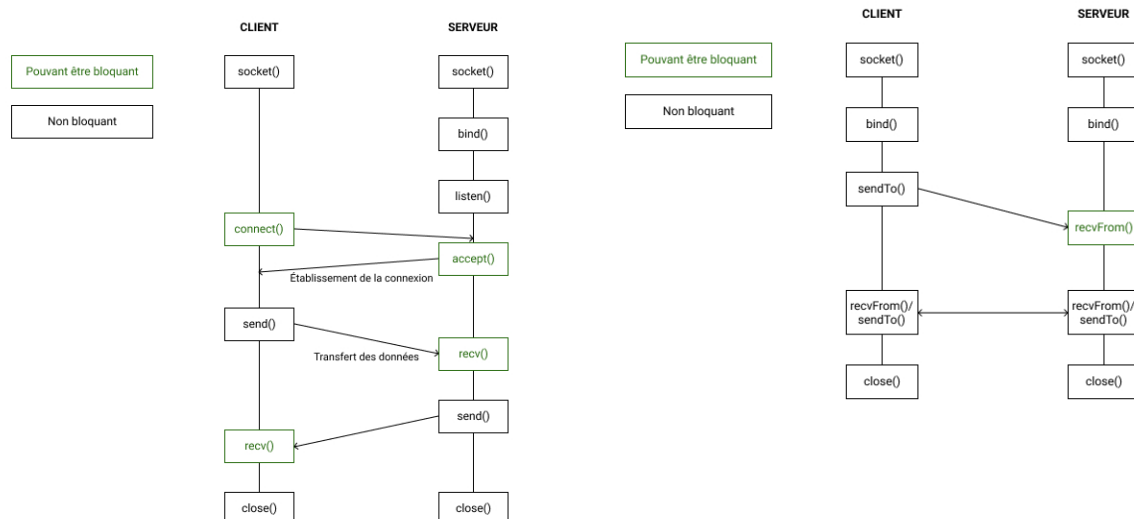 CLIENT
SERVEUR
Pouvant être bloquant
Non bloquant
socket()
socket()
bind()
listen()
connect()
accept()
Établissement de la connexion
send()
Transfert des données
recv()
send()
recv()
close()
close()
CLIENT
SERVEUR
Pouvant être bloquant
Non bloquant
socket()
socket()
bind()
bind()
sendTo()
recvFrom()
recvFrom()/
sendTo()
recvFrom()/
sendTo()
close()
close()